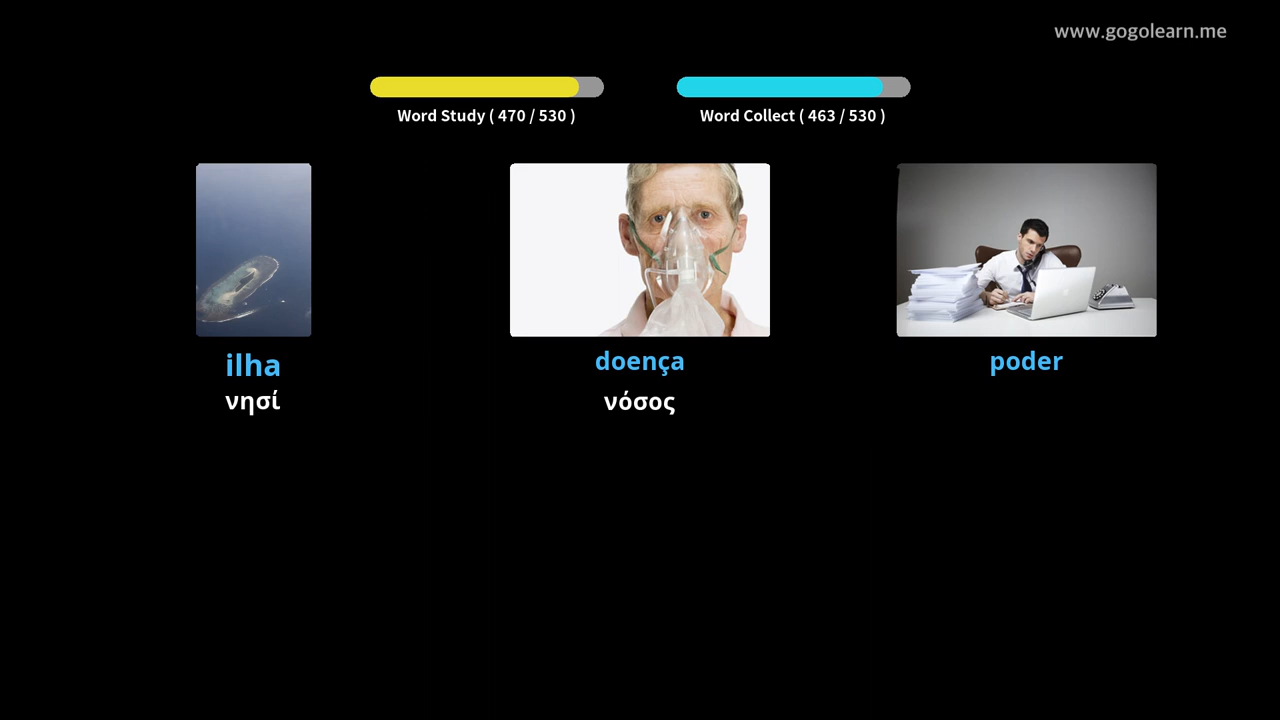 www.gogolearn.me
Word Study ( 470 / 530 )
Word Collect ( 463 / 530 )
ilha
doença
poder
νησί
νόσος